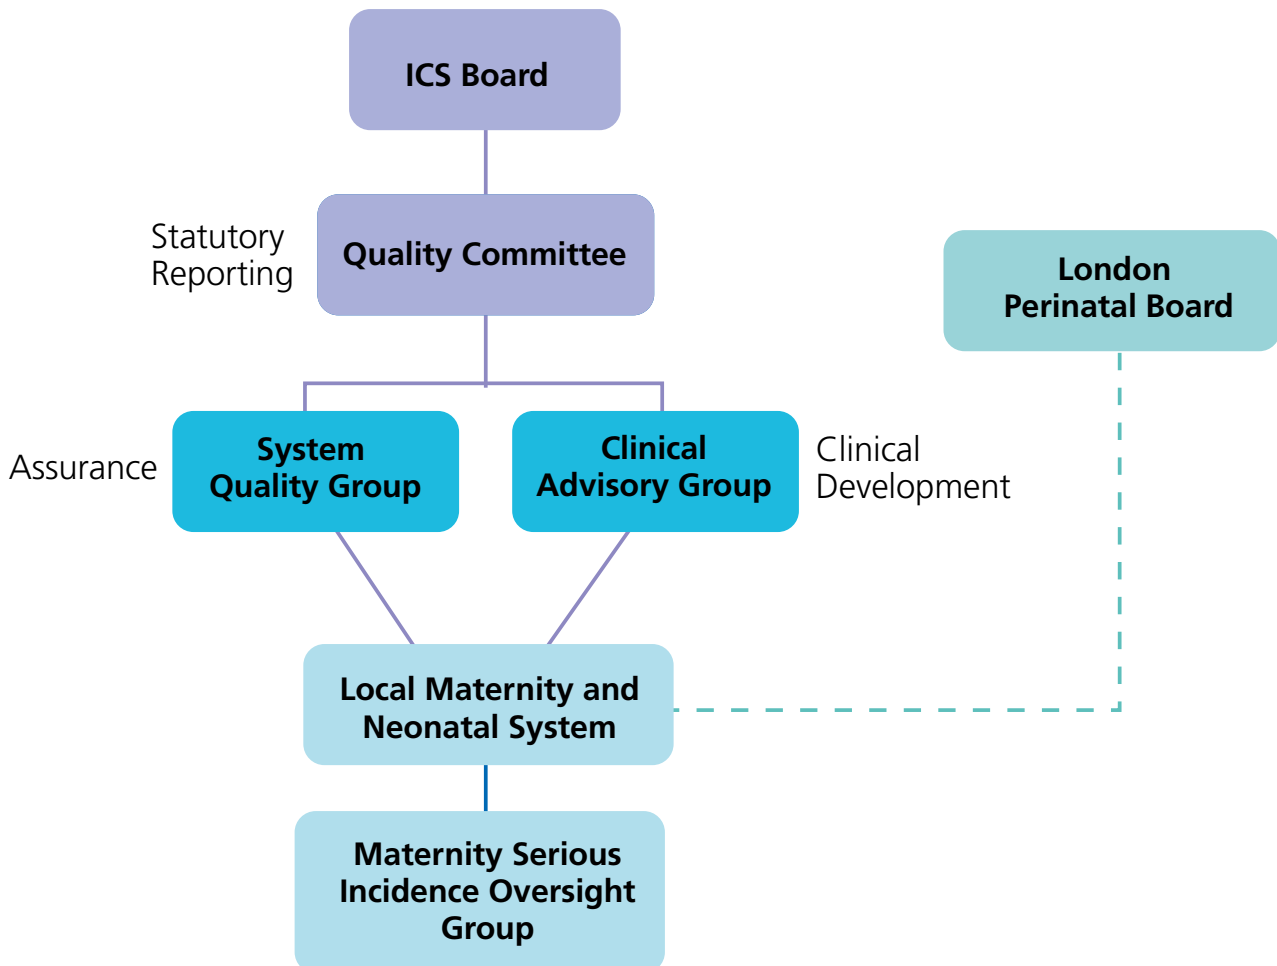 ICS Board
Statutory
Reporting
Quality Committee
London
Perinatal Board
Assurance
System
Quality Group
Clinical
Advisory Group
Clinical
Development
Local Maternity and
Neonatal System
Maternity Serious
Incidence Oversight
Group